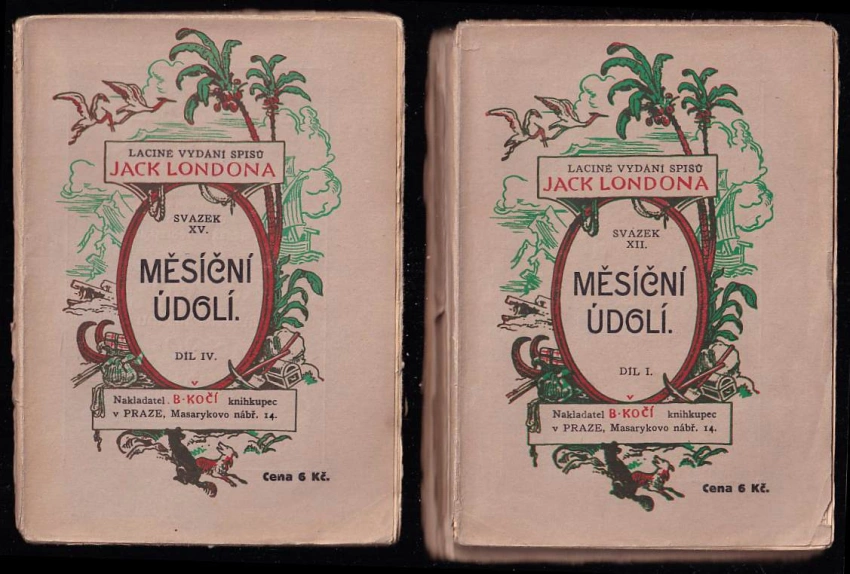 LACINÉ VYDÁNÍ SPISŮ
JACK LONDONA
SVAZEK
XV.
MĚSÍČNÍ
ÚDOLÍ.
DÍL IV.
Nakladatel B-KOČÍ knihkupec
v PRAZE, Masarykovo nábř. 14.
Cena 6 Kč.
LACINÉ VYDÁNÍ SPISŮ
JACK LONDONA
SVAZEK
XII.
MĚSÍČNÍ
ÚDOLÍ.
DÍL I.
Nakladatel B-KOČÍ knihkupec
v PRAZE, Masarykovo nábř. 14.
Cena 6 Kč.